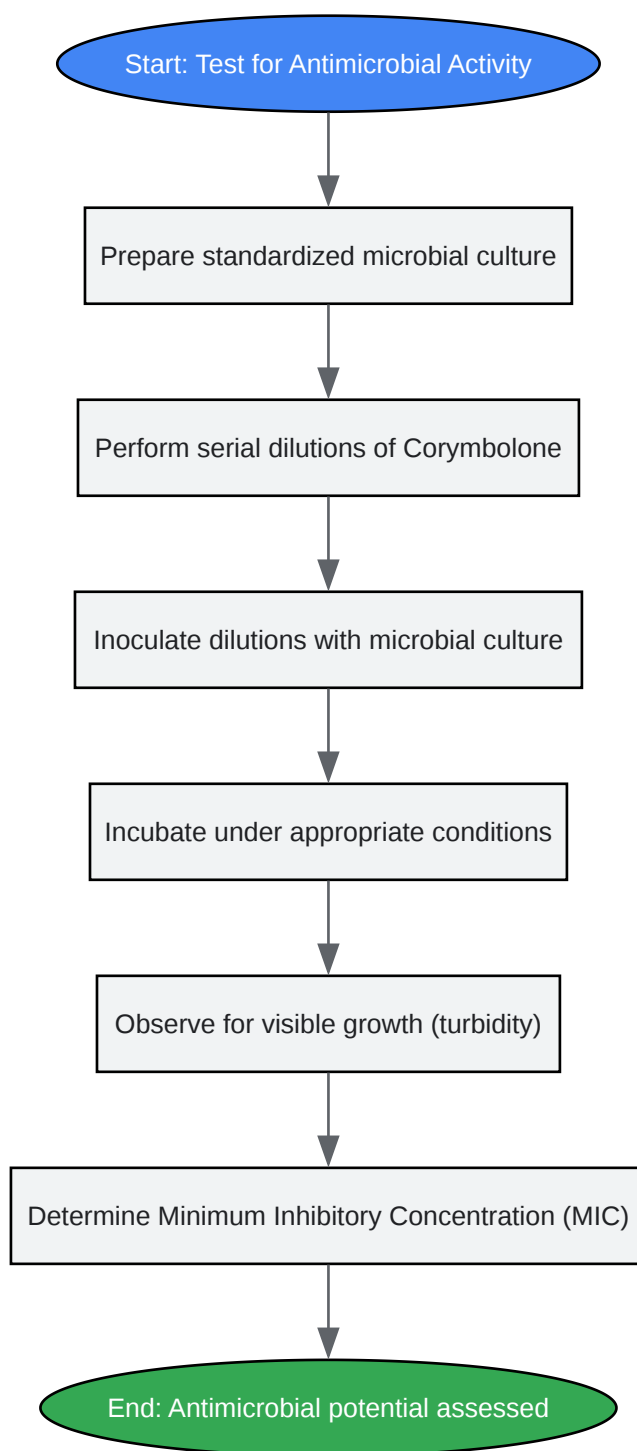 Start: Test for Antimicrobial Activity
Prepare standardized microbial culture
Perform serial dilutions of Corymbolone
Inoculate dilutions with microbial culture
Incubate under appropriate conditions
Observe for visible growth (turbidity)
Determine Minimum Inhibitory Concentration (MIC)
End: Antimicrobial potential assessed